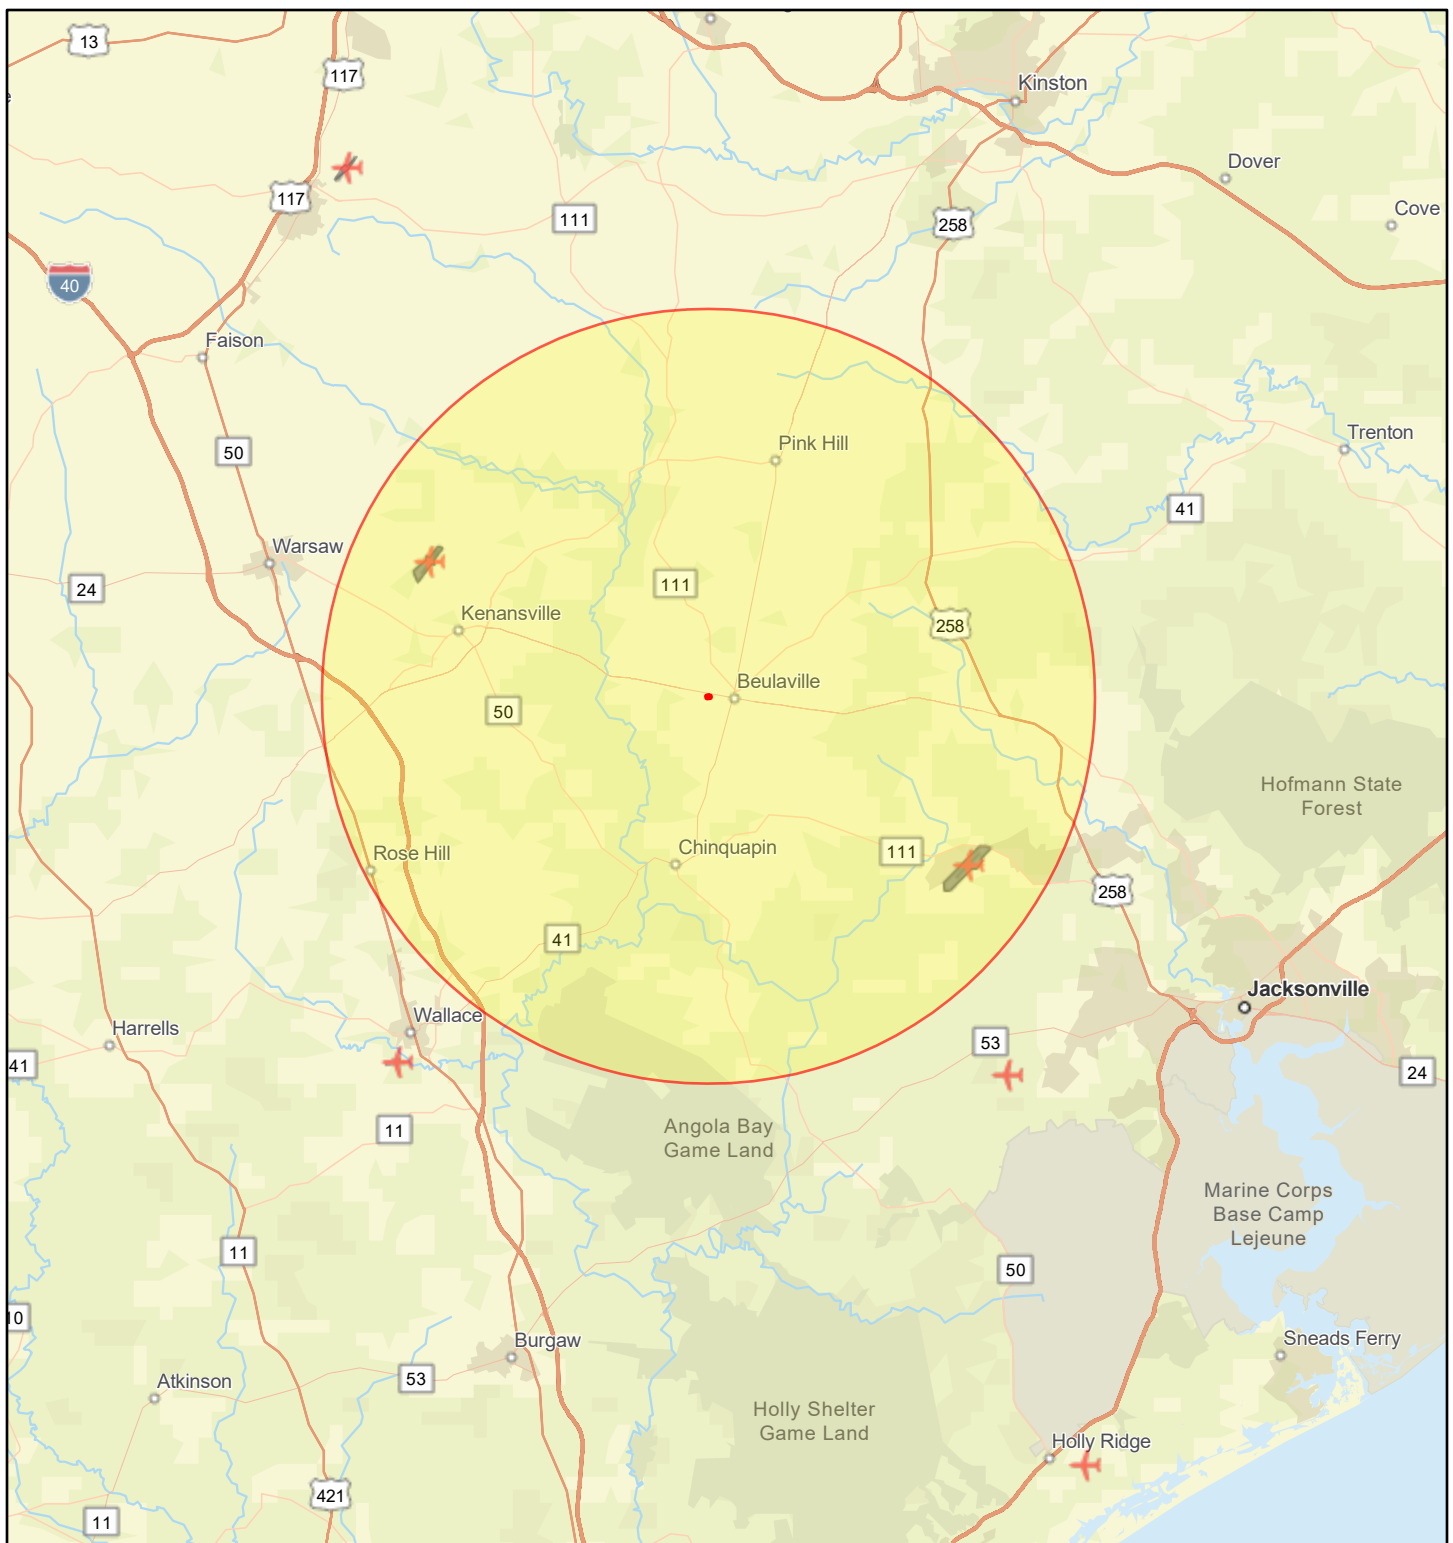 13
117
Kinston
Dover
117
Cove
111
258
40
Faison
Trenton
Pink Hill
50
41
Warsaw
24
111
Kenansville
258
Beulaville
50
Hofmann State
Forest
Chinquapin
111
Rose Hill
258
41
Jacksonville
Wallace
Harrells
53
41
24
11
Angola Bay
Game Land
Marine Corps
Base Camp
Lejeune
11
50
10
Sneads Ferry
Burgaw
53
Atkinson
Holly Shelter
Game Land
Holly Ridge
421
11